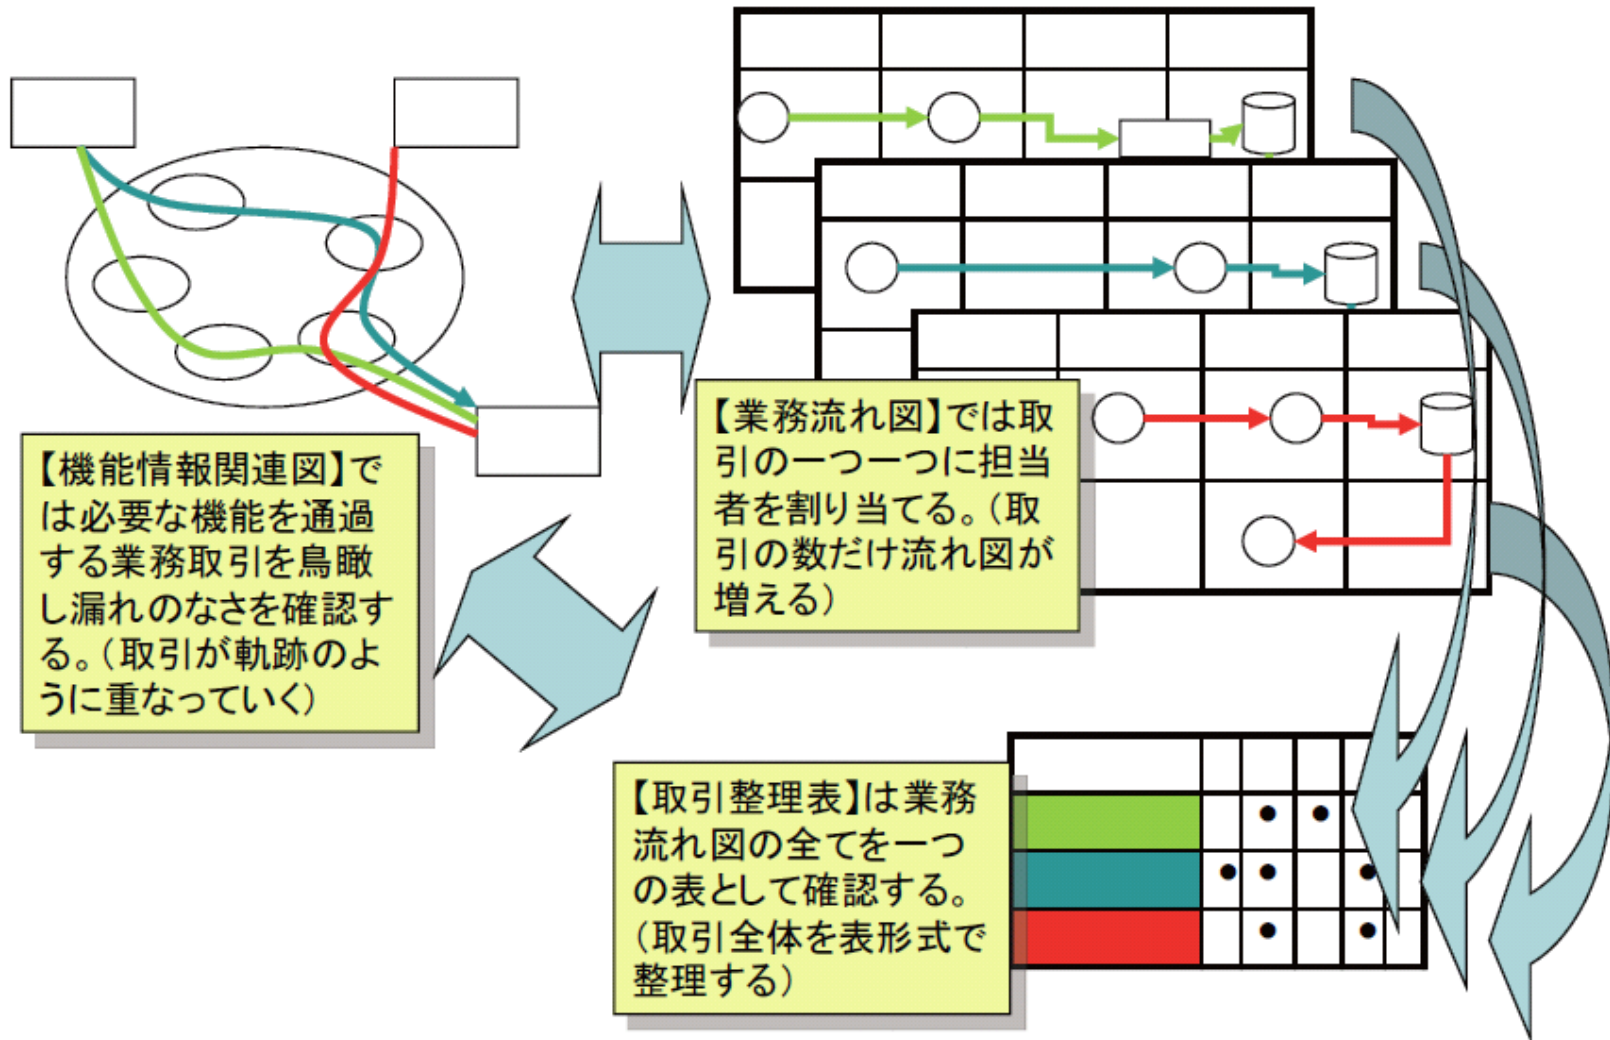 【機能情報関連図】で
は必要な機能を通過
する業務取引を鳥瞰
し漏れのなさを確認す
る。（取引が軌跡のよ
うに重なっていく）
【業務流れ図】では取
引の一つ一つに担当
者を割り当てる。（取
引の数だけ流れ図が
増える）
【取引整理表】は業務
流れ図の全てを一つ
の表として確認する。
（取引全体を表形式で
整理する）